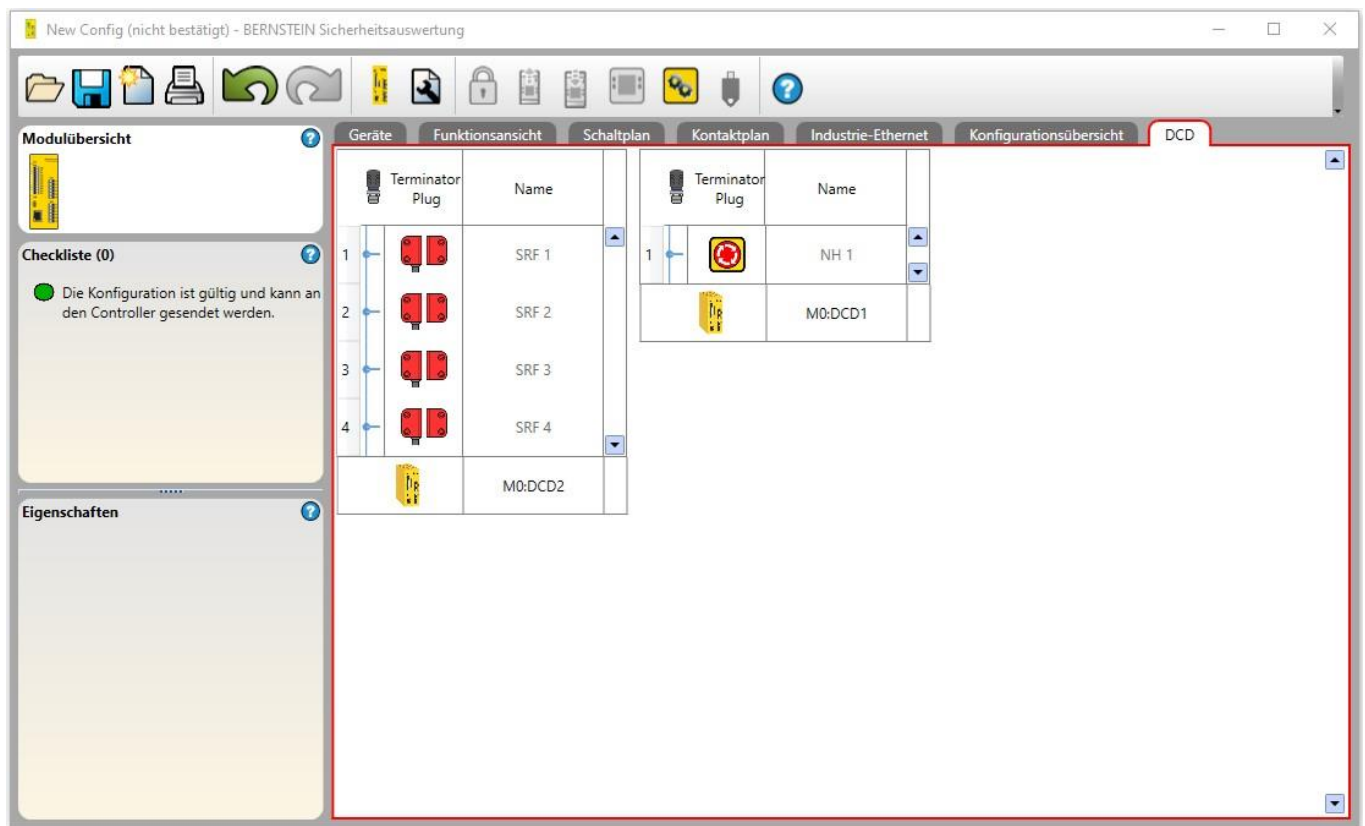 New Config (nicht bestätigt) - BERNSTEIN Sicherheitsauswertung
Modulübersicht
Checkliste (0)
Die Konfiguration ist gültig und kann an
den Controller gesendet werden.
Eigenschaften
Geräte
Funktionsansicht
Schaltplan
Kontaktplan
Industrie-Ethernet
Konfigurationsübersicht
DCD
Terminator
Plug
Name
1
SRF 1
2
SRF 2
3
SRF 3
4
SRF 4
M0:DCD2
Terminator
Plug
Name
1
NH 1
M0:DCD1